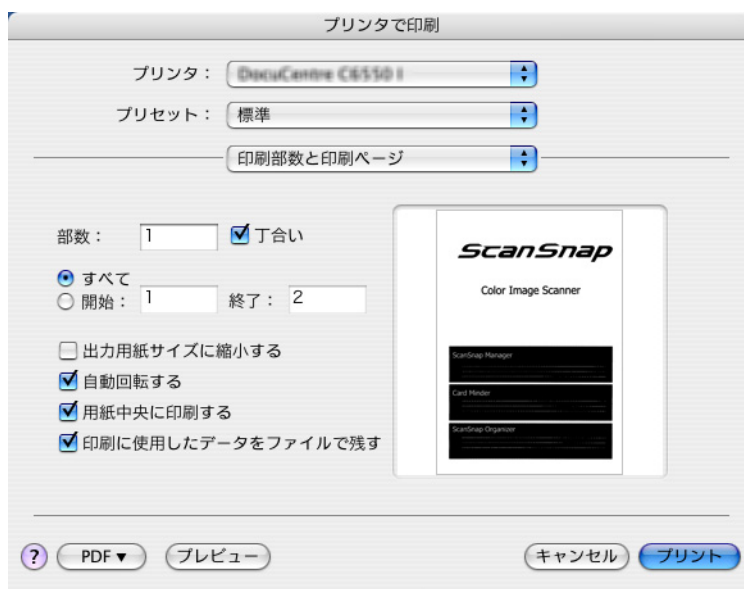 プリンタで印刷
プリンタ：
プリセット： 標準
印刷部数と印刷ページ
部数： 1 丁合い
すべて
開始： 1 終了： 2
出力用紙サイズに縮小する
自動回転する
用紙中央に印刷する
印刷に使用したデータをファイルで残す
ScanSnap
Color Image Scanner
ScanSnap Manager
Card Minder
ScanSnap Organizer
? PDF▼ プレビュー キャンセル プリント